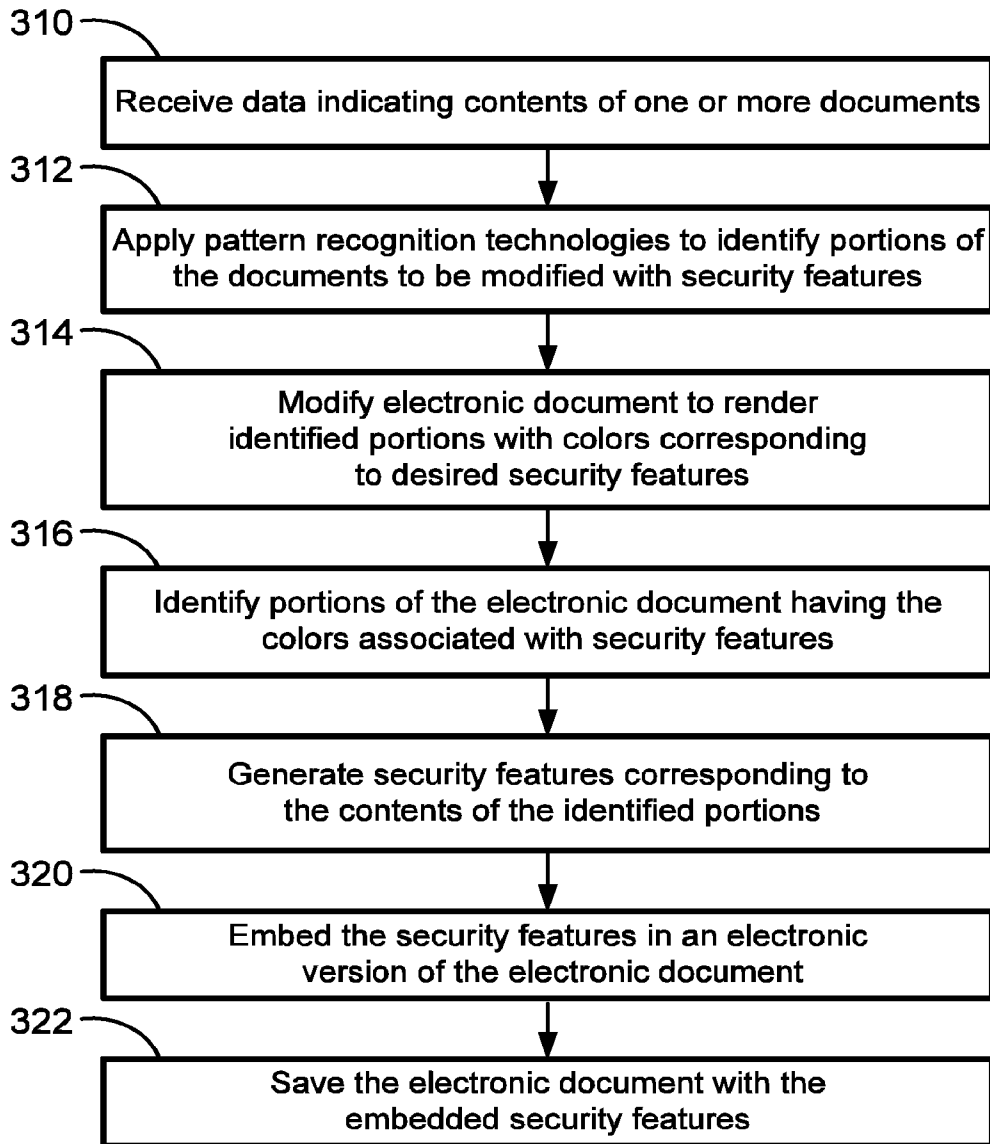 310
Receive data indicating contents of one or more documents
312
Apply pattern recognition technologies to identify portions of
the documents to be modified with security features
314
Modify electronic document to render
identified portions with colors corresponding
to desired security features
316
Identify portions of the electronic document having the
colors associated with security features
318
Generate security features corresponding to
the contents of the identified portions
320
Embed the security features in an electronic
version of the electronic document
322
Save the electronic document with the
embedded security features